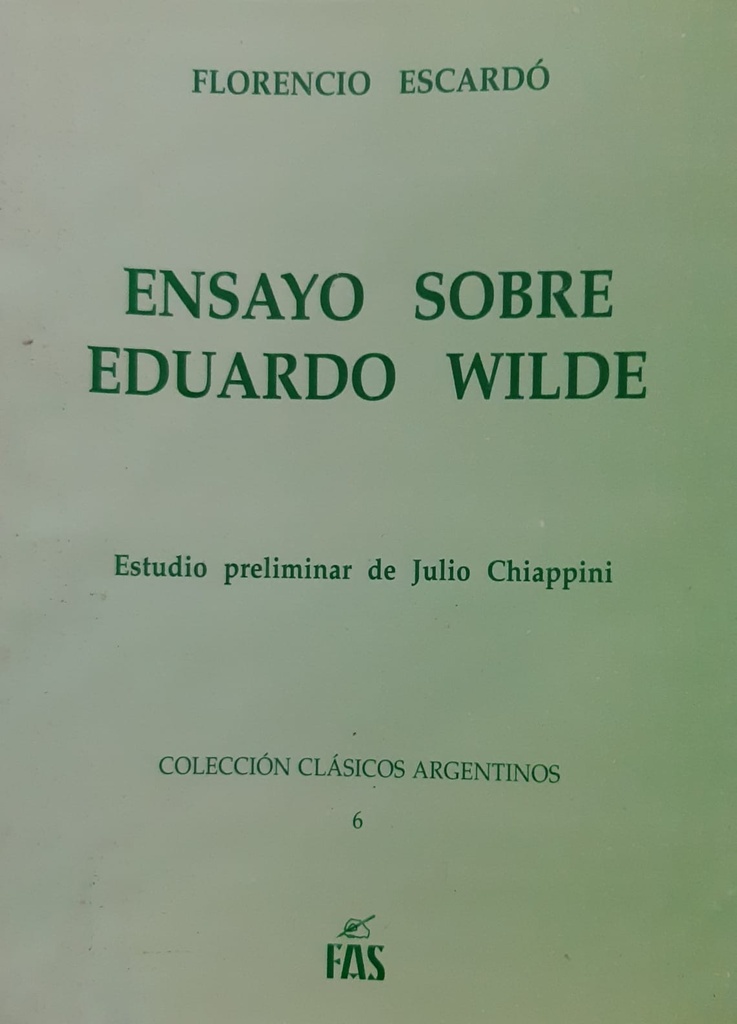 FLORENCIO ESCARDÓ
ENSAYO SOBRE
EDUARDO WILDE
Estudio preliminar de Julio Chiappini
COLECCIÓN CLÁSICOS ARGENTINOS
6
FAS